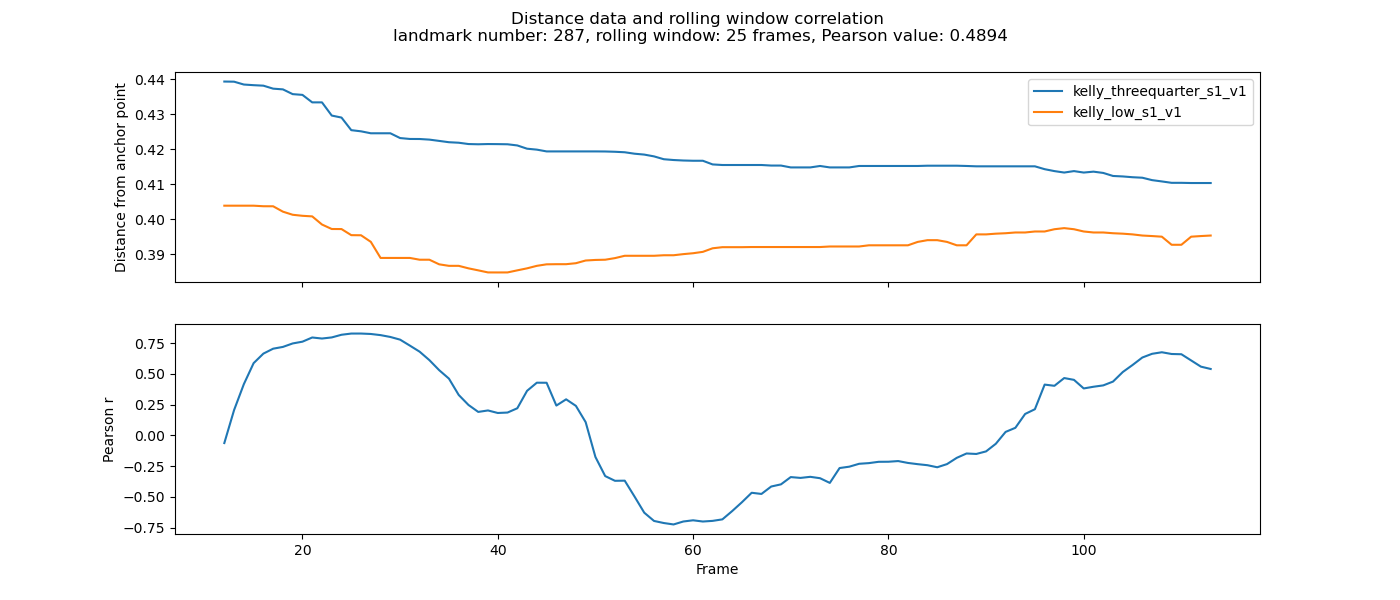 Distance data and rolling window correlation
landmark number: 287, rolling window: 25 frames, Pearson value: 0.4894
Distance from anchor point
0.44
0.43
0.42
0.41
0.40
0.39
kelly_threequarter_s1_v1
kelly_low_s1_v1
Pearson r
0.75
0.50
0.25
0.00
−0.25
−0.50
−0.75
20 40 60 80 100
Frame